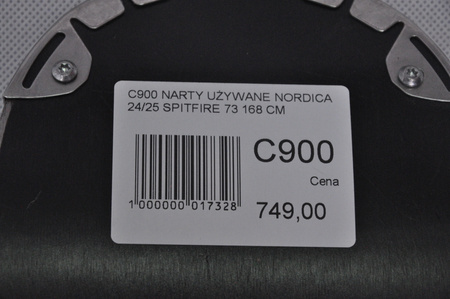 C900 NARTY UŻYWANE NORDICA
24/25 SPITFIRE 73 168 CM
C900
Cena
749,00
1 000000 017328